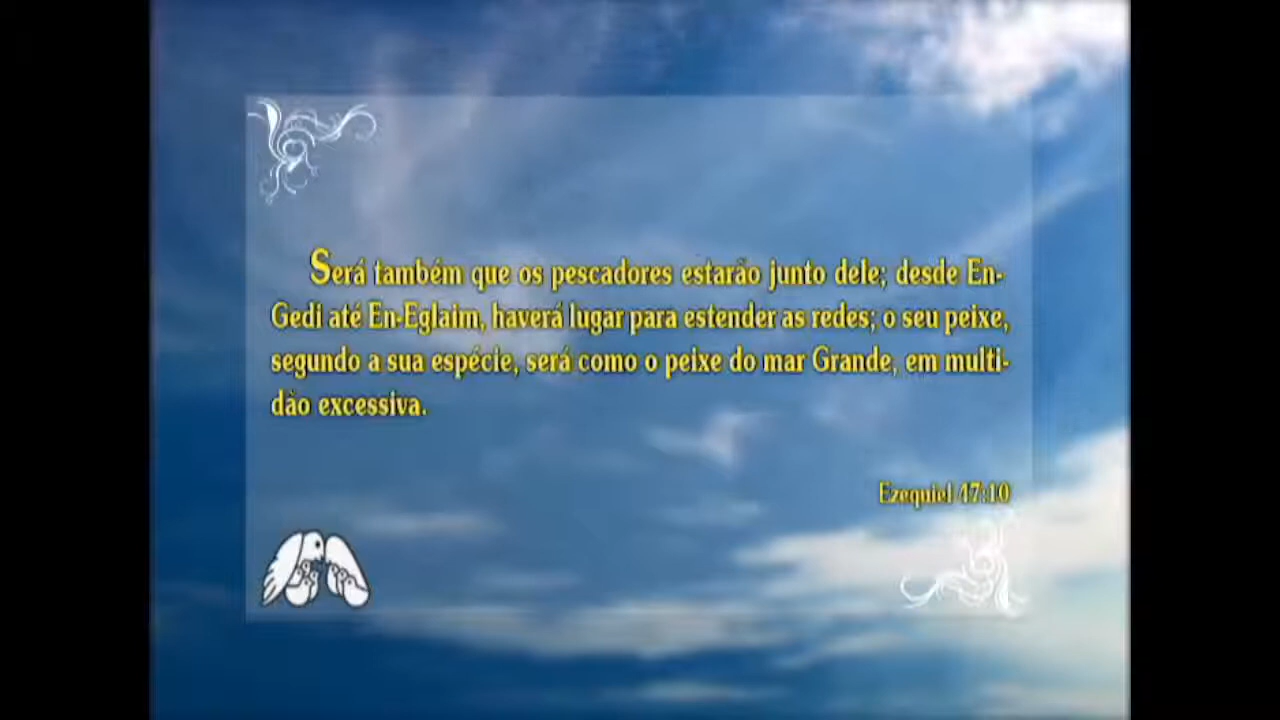 Será também que os pescadores estarão junto dele; desde En-
Gedi até En-Eglaim, haverá lugar para estender as redes; o seu peixe,
segundo a sua espécie, será como o peixe do mar Grande, em multi-
dão excessiva.
Ezequiel 47:10